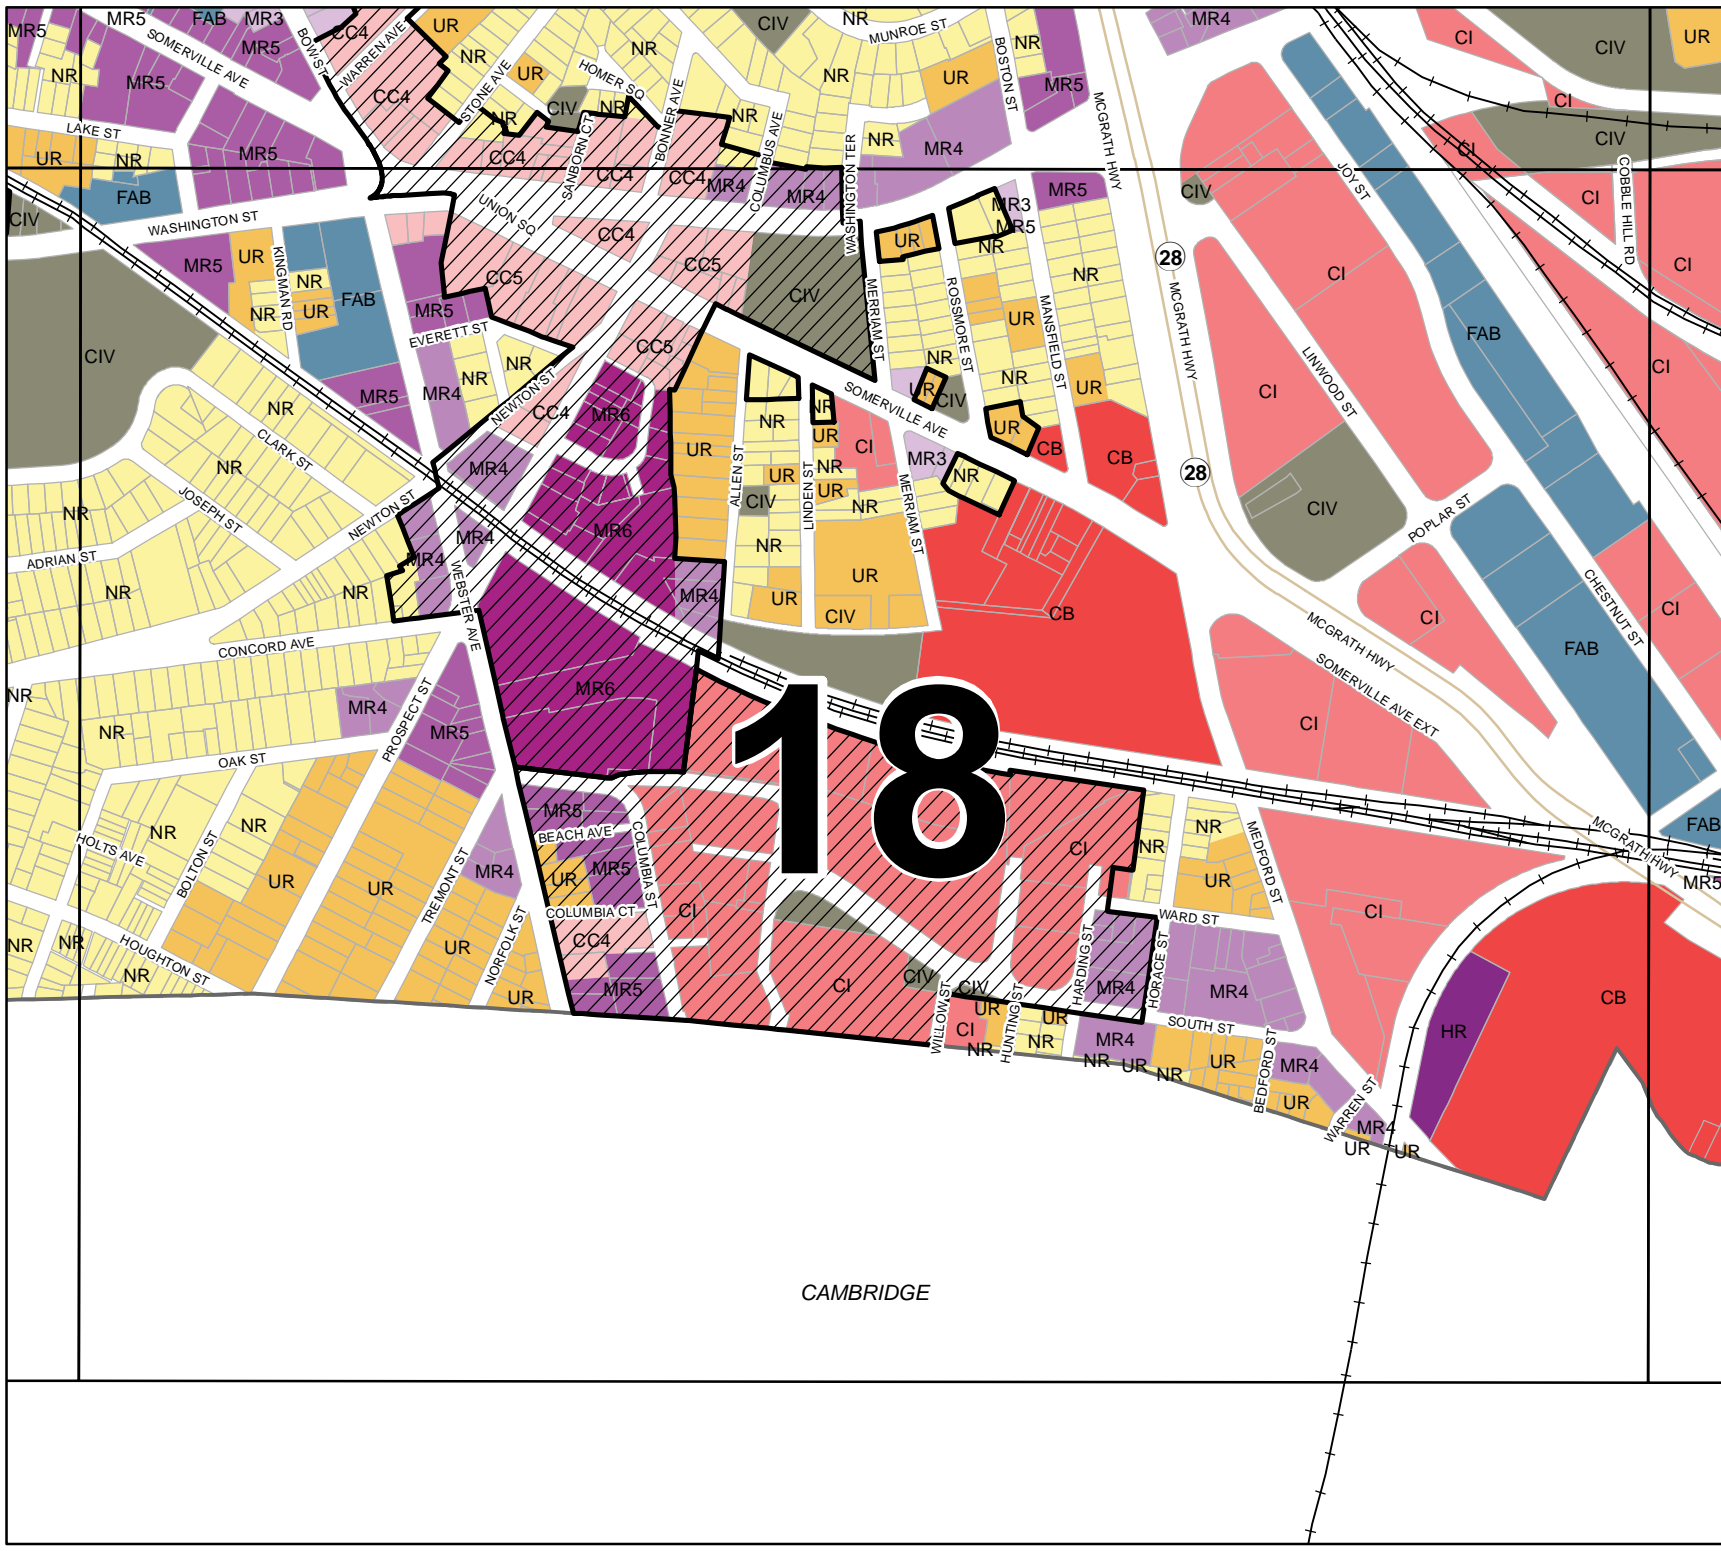 MR5
MR5
FAB
MR3
CC4
UR
NR
CIV
NR
MUNROE ST
MR4
CI
CIV
UR
SOMERVILLE AVE
MR5
BOW ST
WARREN AVE
NR
NR
BOSTON ST
NR
NR
MR5
STONE AVE
UR
HOMER SQ
NR
UR
MR5
MCGRATH HWY
CC4
CIV
NR
NR
BONNER AVE
NR
COLUMBUS AVE
CI
CIV
LAKE ST
UR
NR
MR5
CC4
SANBORN CT
CC4
CC4
MR4
MR4
WASHINGTON TER
NR
MR4
JOY ST
CI
COBBLE HILL RD
FAB
CIV
WASHINGTON ST
UNION SQ
CC4
UR
MR3
MR5
NR
MR5
CIV
CI
MR5
UR
KINGMAN RD
NR
NR
UR
FAB
MR5
EVERETT ST
CC5
CC5
CIV
MERRIAM ST
ROSSMORE ST
UR
MANSFIELD ST
NR
28
MCGRATH HWY
CI
CI
FAB
CI
CIV
MR5
MR4
NR
NR
NEWTON ST
CC4
CC5
MR6
NR
NR
UR
CIV
NR
UR
CI
LINWOOD ST
NR
CLARK ST
NR
JOSEPH ST
NEWTON ST
MR4
UR
ALLEN ST
NR
NR
UR
LINDEN ST
CI
SOMERVILLE AVE
UR
CB
CB
MR3
NR
28
NR
ADRIAN ST
NR
NR
MR4
MR4
WEBSTER AVE
MR6
UR
CIV
NR
UR
NR
NR
MERRIAM ST
CIV
POPLAR ST
CHESTNUT ST
MR4
UR
UR
CIV
CB
CI
CI
FAB
CONCORD AVE
NR
MR4
PROSPECT ST
MR6
MCGRATH HWY
SOMERVILLE AVE EXT
NR
MR5
CI
OAK ST
18
HOLTS AVE
NR
BOLTON ST
NR
MR5
BEACH AVE
COLUMBIA ST
CI
NR
NR
MEDFORD ST
MCGRATH HWY
FAB
UR
UR
TREMONT ST
MR4
UR
MR5
UR
MR5
COLUMBIA CT
CI
WARD ST
CI
NR
NR
HOUGHTON ST
NR
UR
NORFOLK ST
UR
CC4
MR5
CI
CIV
CIV
WILLOW ST
HARDING ST
MR4
HORACE ST
MR4
CB
HR
CI
UR
NR
HUNTING ST
UR
NR
SOUTH ST
MR4
NR
UR
NR
UR
BEDFORD ST
MR4
UR
WARREN ST
MR4
UR
UR
CAMBRIDGE